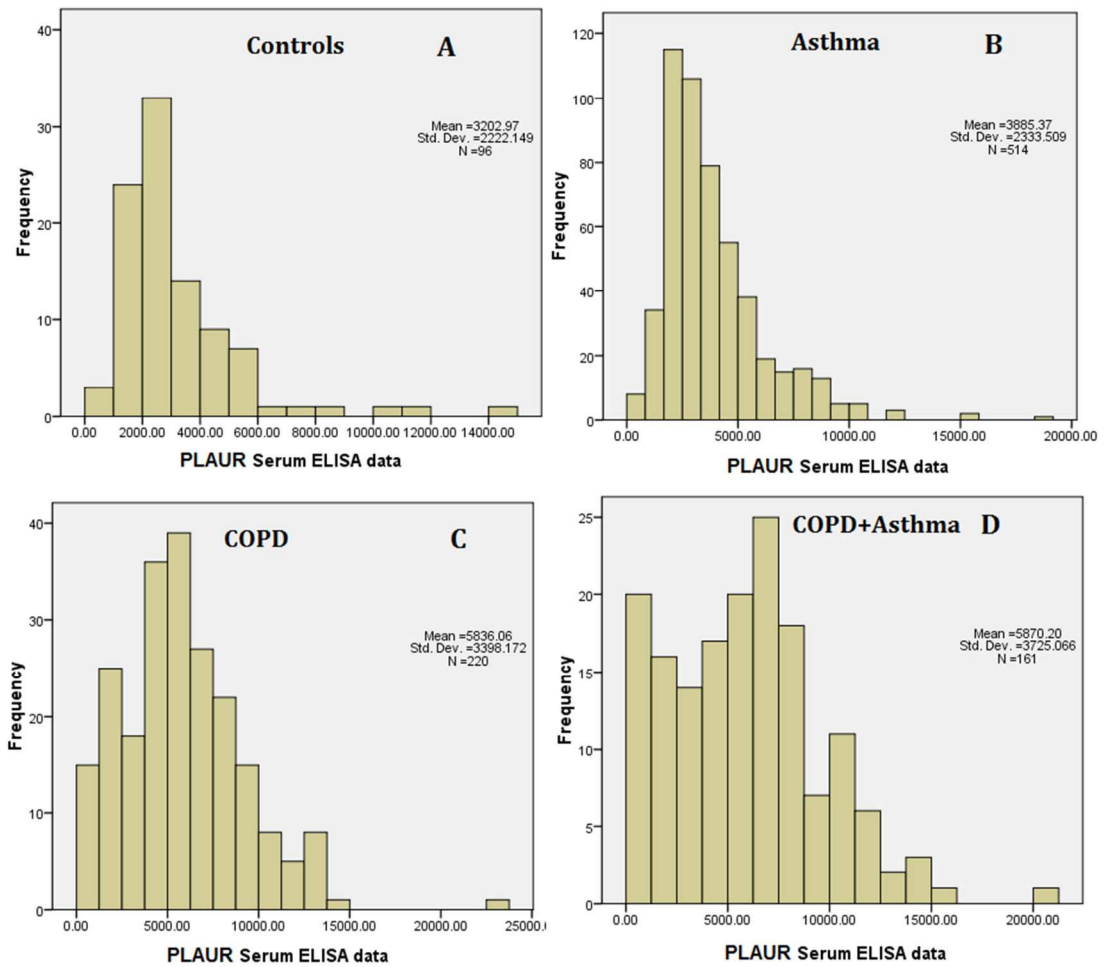 Controls A
Mean =3202.97
Std. Dev. =2222.149
N =96
Frequency
40
30
20
10
0
0.00 2000.00 4000.00 6000.00 8000.00 10000.00 12000.00 14000.00
PLAUR Serum ELISA data
Asthma B
Mean =3885.37
Std. Dev. =2333.509
N =514
Frequency
120
100
80
60
40
20
0
0.00 5000.00 10000.00 15000.00 20000.00
PLAUR Serum ELISA data
COPD C
Mean =5836.06
Std. Dev. =3398.172
N =220
Frequency
40
30
20
10
0
0.00 5000.00 10000.00 15000.00 20000.00 25000.
PLAUR Serum ELISA data
COPD+Asthma D
Mean =5870.20
Std. Dev. =3725.066
N =161
Frequency
25
20
15
10
5
0
0.00 5000.00 10000.00 15000.00 20000.00
PLAUR Serum ELISA data